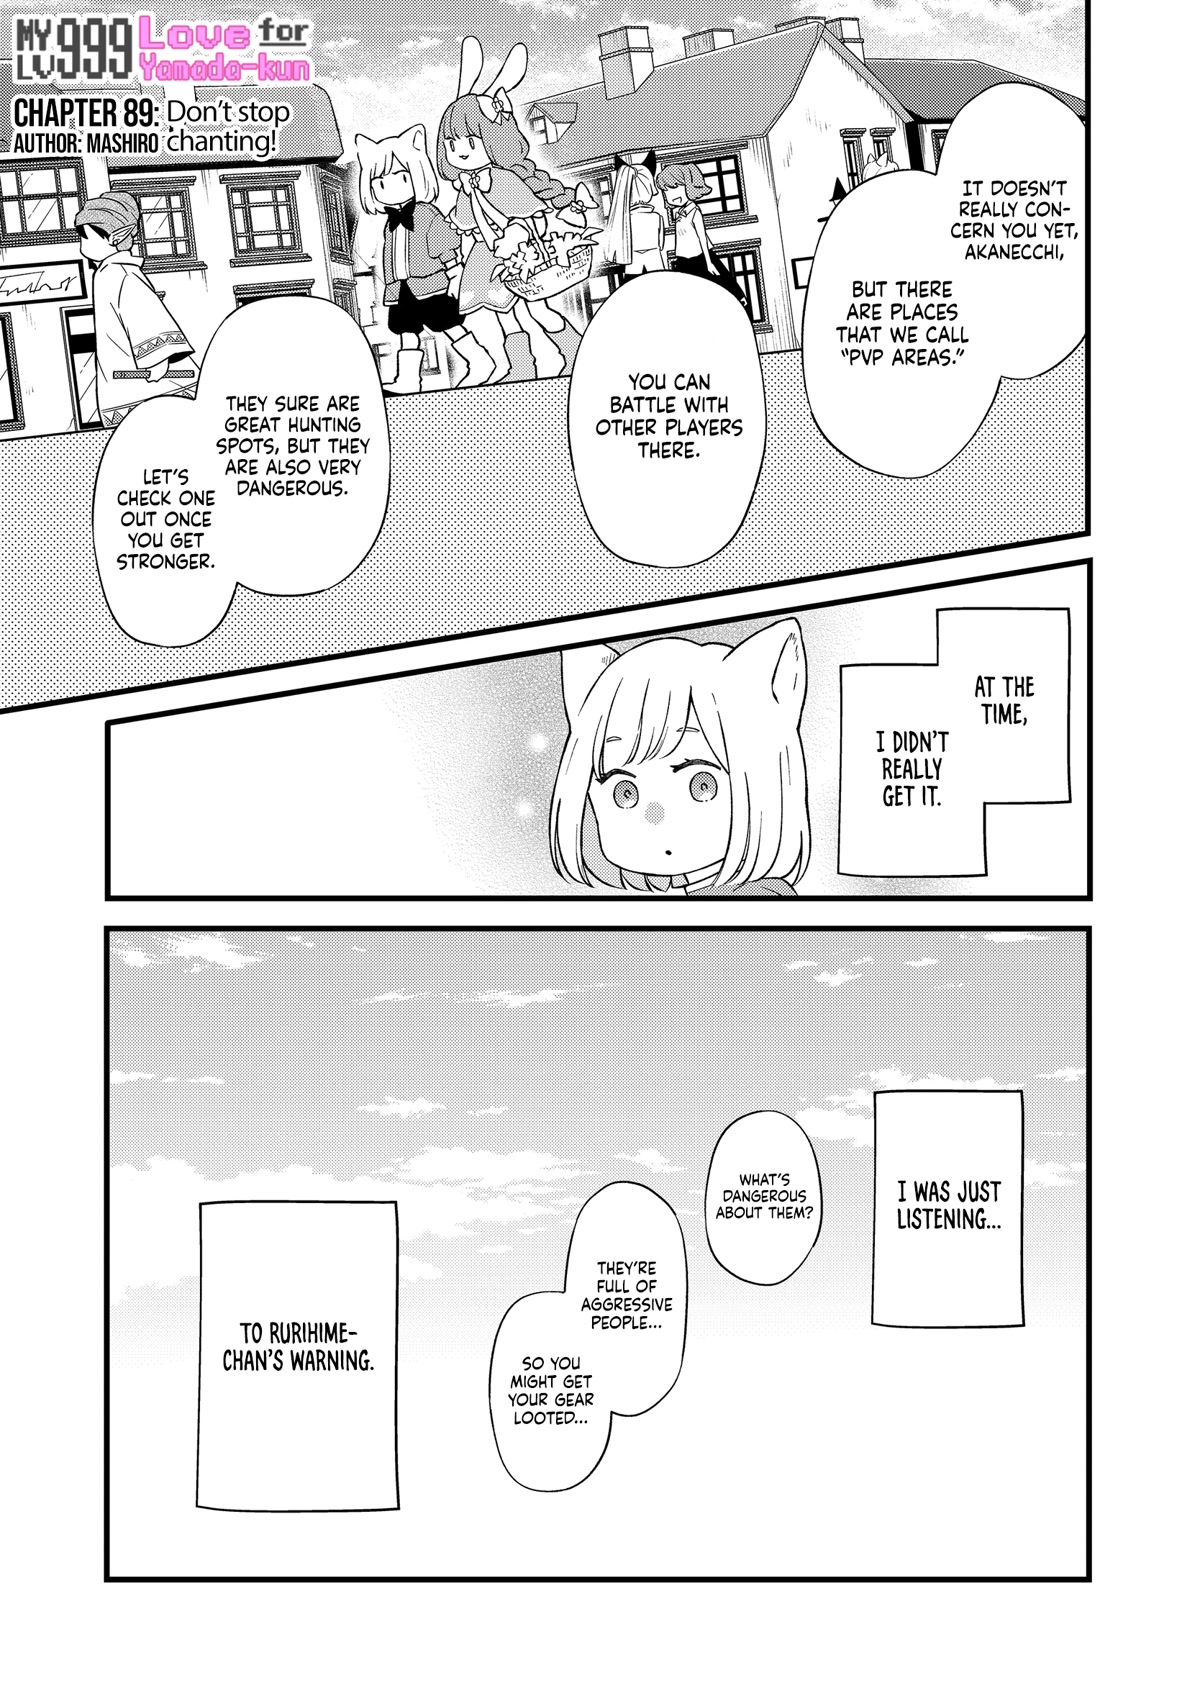 MY LV999 Love for Yamada-kun
CHAPTER 89: Don't stop chanting!
AUTHOR: MASHIRO
IT DOESN'T
REALLY CON-
CERN YOU YET,
AKANECCHI,
BUT THERE
ARE PLACES
THAT WE CALL
"PVP AREAS."
YOU CAN
BATTLE WITH
OTHER PLAYERS
THERE.
THEY SURE ARE
GREAT HUNTING
SPOTS, BUT THEY
ARE ALSO VERY
DANGEROUS.
LET'S
CHECK ONE
OUT ONCE
YOU GET
STRONGER.
AT THE
TIME,
I DIDN'T
REALLY
GET IT.
I WAS JUST
LISTENING...
WHAT'S
DANGEROUS
ABOUT THEM?
THEY'RE
FULL OF
AGGRESSIVE
PEOPLE...
SO YOU
MIGHT GET
YOUR GEAR
LOOTED...
TO RURIHIME-
CHAN'S WARNING.